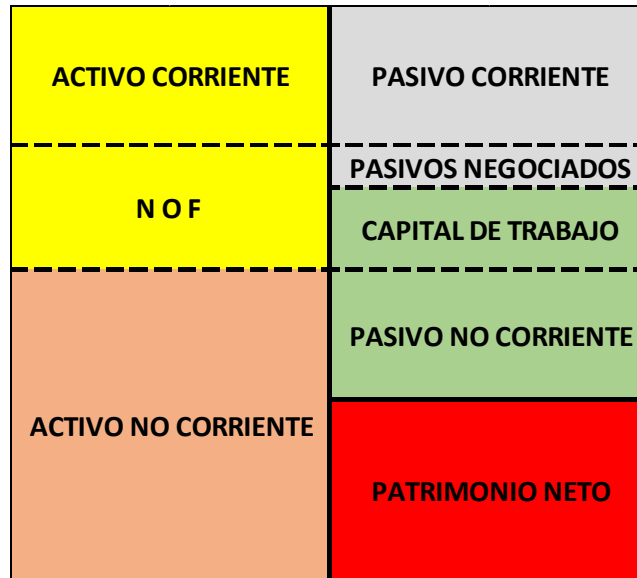 ACTIVO CORRIENTE
PASIVO CORRIENTE
PASIVOS NEGOCIADOS
N O F
CAPITAL DE TRABAJO
PASIVO NO CORRIENTE
ACTIVO NO CORRIENTE
PATRIMONIO NETO